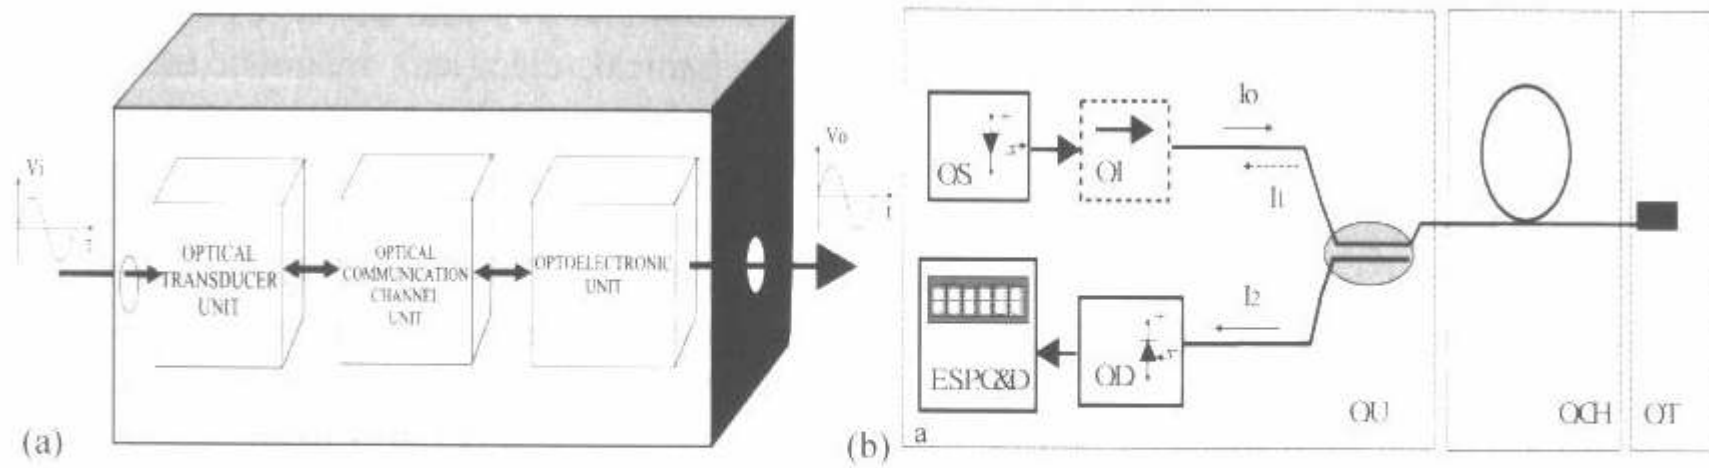 Vi
t
OPTICAL
TRANSDUCER
UNIT
OPTICAL
COMMUNICATION
CHANNEL
UNIT
OPTOELECTRONIC
UNIT
Vo
t
(a)
OS
OI
Io
I1
I2
ESPC&D
OD
OU
OCH
OT
a
(b)